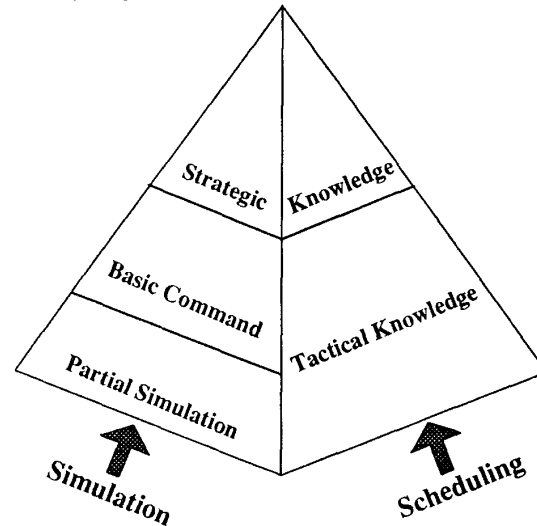 Strategic Knowledge
Basic Command
Tactical Knowledge
Partial Simulation
Simulation
Scheduling